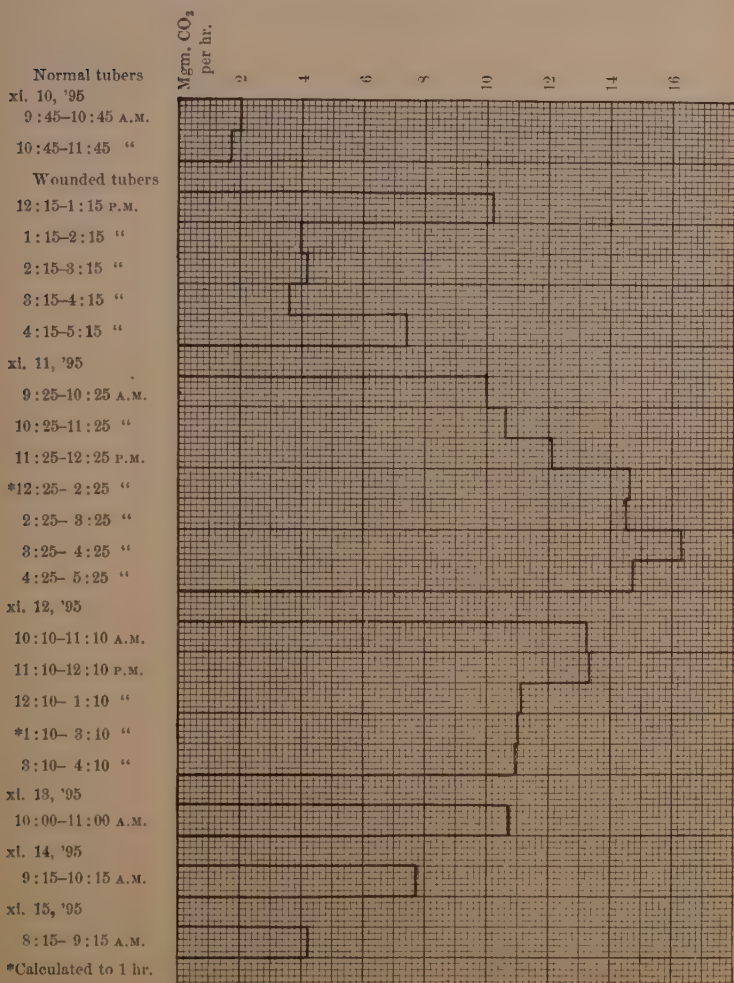 Mgm. CO₂
per hr.
2
4
6
8
10
12
14
16
Normal tubers
xi. 10, '95
9:45–10:45 A.M.
10:45–11:45 “
Wounded tubers
12:15–1:15 P.M.
1:15–2:15 “
2:15–3:15 “
3:15–4:15 “
4:15–5:15 “
xi. 11, '95
9:25–10:25 A.M.
10:25–11:25 “
11:25–12:25 P.M.
*12:25– 2:25 “
2:25– 3:25 “
3:25– 4:25 “
4:25– 5:25 “
xi. 12, '95
10:10–11:10 A.M.
11:10–12:10 P.M.
12:10– 1:10 “
*1:10– 3:10 “
3:10– 4:10 “
xi. 13, '95
10:00–11:00 A.M.
xi. 14, '95
9:15–10:15 A.M.
xi. 15, '95
8:15– 9:15 A.M.
*Calculated to 1 hr.